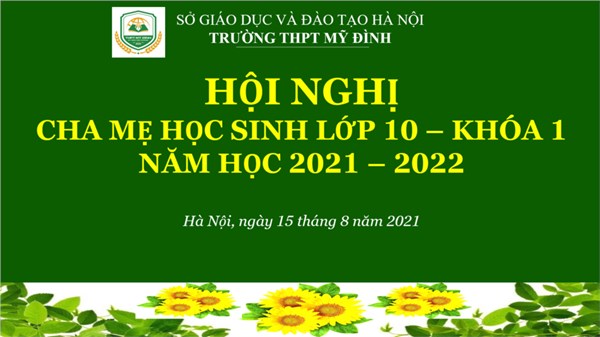 SỞ GIÁO DỤC VÀ ĐÀO TẠO HÀ NỘI
TRƯỜNG THPT MỸ ĐÌNH
HỘI NGHỊ
CHA MẸ HỌC SINH LỚP 10 – KHÓA 1
NĂM HỌC 2021 – 2022
Hà Nội, ngày 15 tháng 8 năm 2021